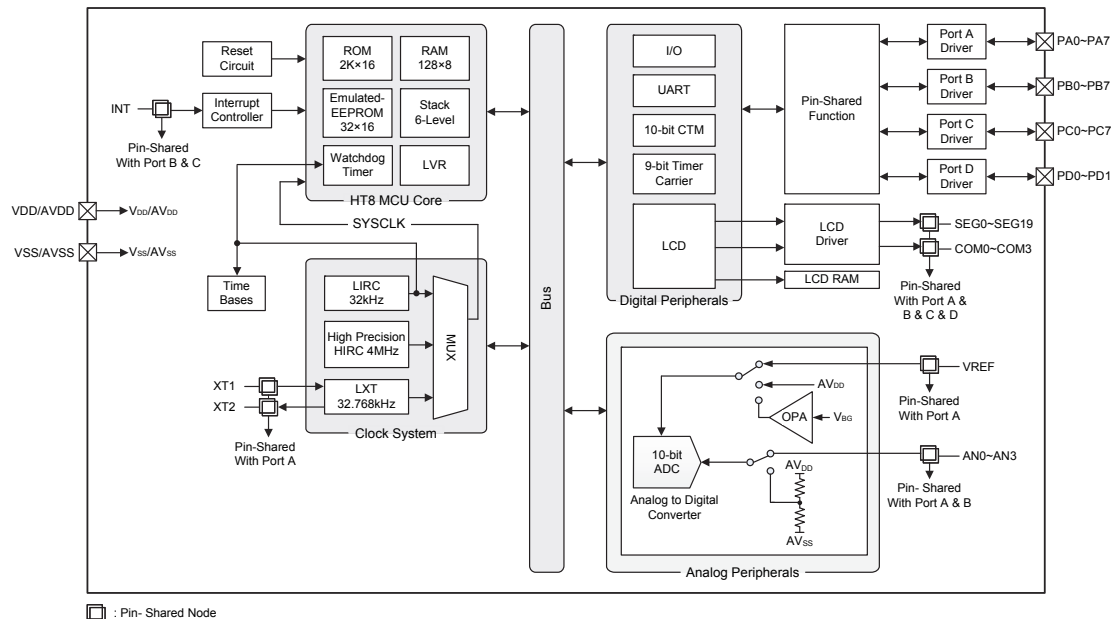 Reset
Circuit
INT
Interrupt
Controller
Pin-Shared
With Port B & C
ROM
2K×16
RAM
128×8
Emulated-
EEPROM
32×16
Stack
6-Level
Watchdog
Timer
LVR
HT8 MCU Core
SYSCLK
VDD/AVDD
VDD/AVDD
VSS/AVSS
VSS/AVSS
Time
Bases
LIRC
32kHz
High Precision
HIRC 4MHz
LXT
32.768kHz
MUX
Clock System
XT1
XT2
Pin-Shared
With Port A
Bus
I/O
UART
10-bit CTM
9-bit Timer
Carrier
LCD
Digital Peripherals
Pin-Shared
Function
Port A
Driver
Port B
Driver
Port C
Driver
Port D
Driver
PA0~PA7
PB0~PB7
PC0~PC7
PD0~PD1
LCD
Driver
LCD RAM
SEG0~SEG19
COM0~COM3
Pin-Shared
With Port A &
B & C & D
VREF
Pin-Shared
With Port A
AVDD
OPA
VBG
10-bit
ADC
Analog to Digital
Converter
AVDD
AVSS
AN0~AN3
Pin- Shared
With Port A & B
Analog Peripherals
: Pin- Shared Node